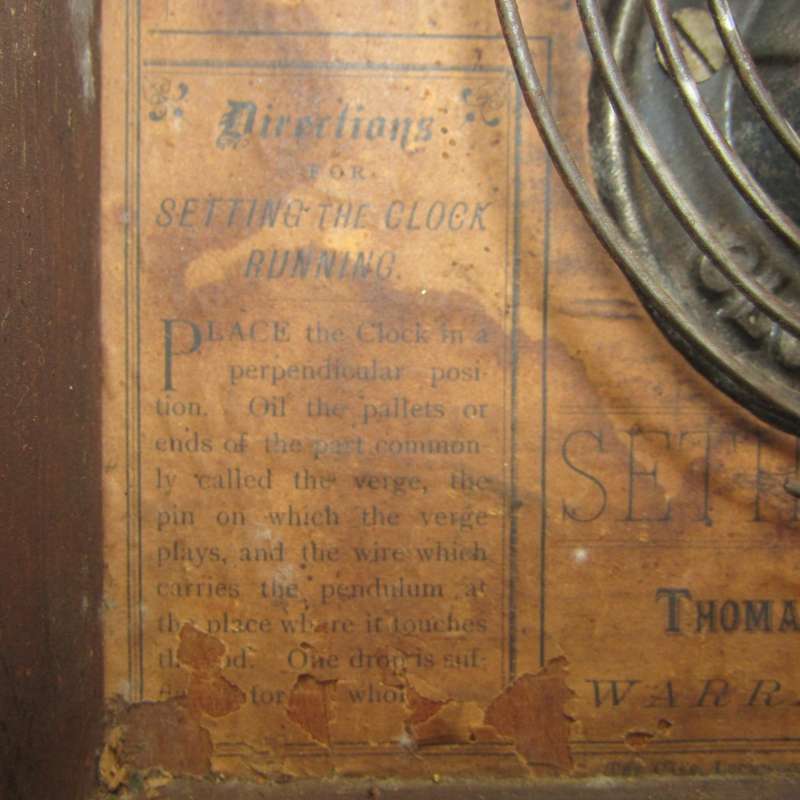 Directions
FOR
SETTING THE CLOCK
RUNNING.
PLACE the Clock in a
perpendicular posi-
tion. Oil the pallets or
ends of the part common-
ly called the verge, the
pin on which the verge
plays, and the wire which
carries the pendulum at
the place where it touches
the rod. One drop is suf-
for
SETH
THOMA
WARRA